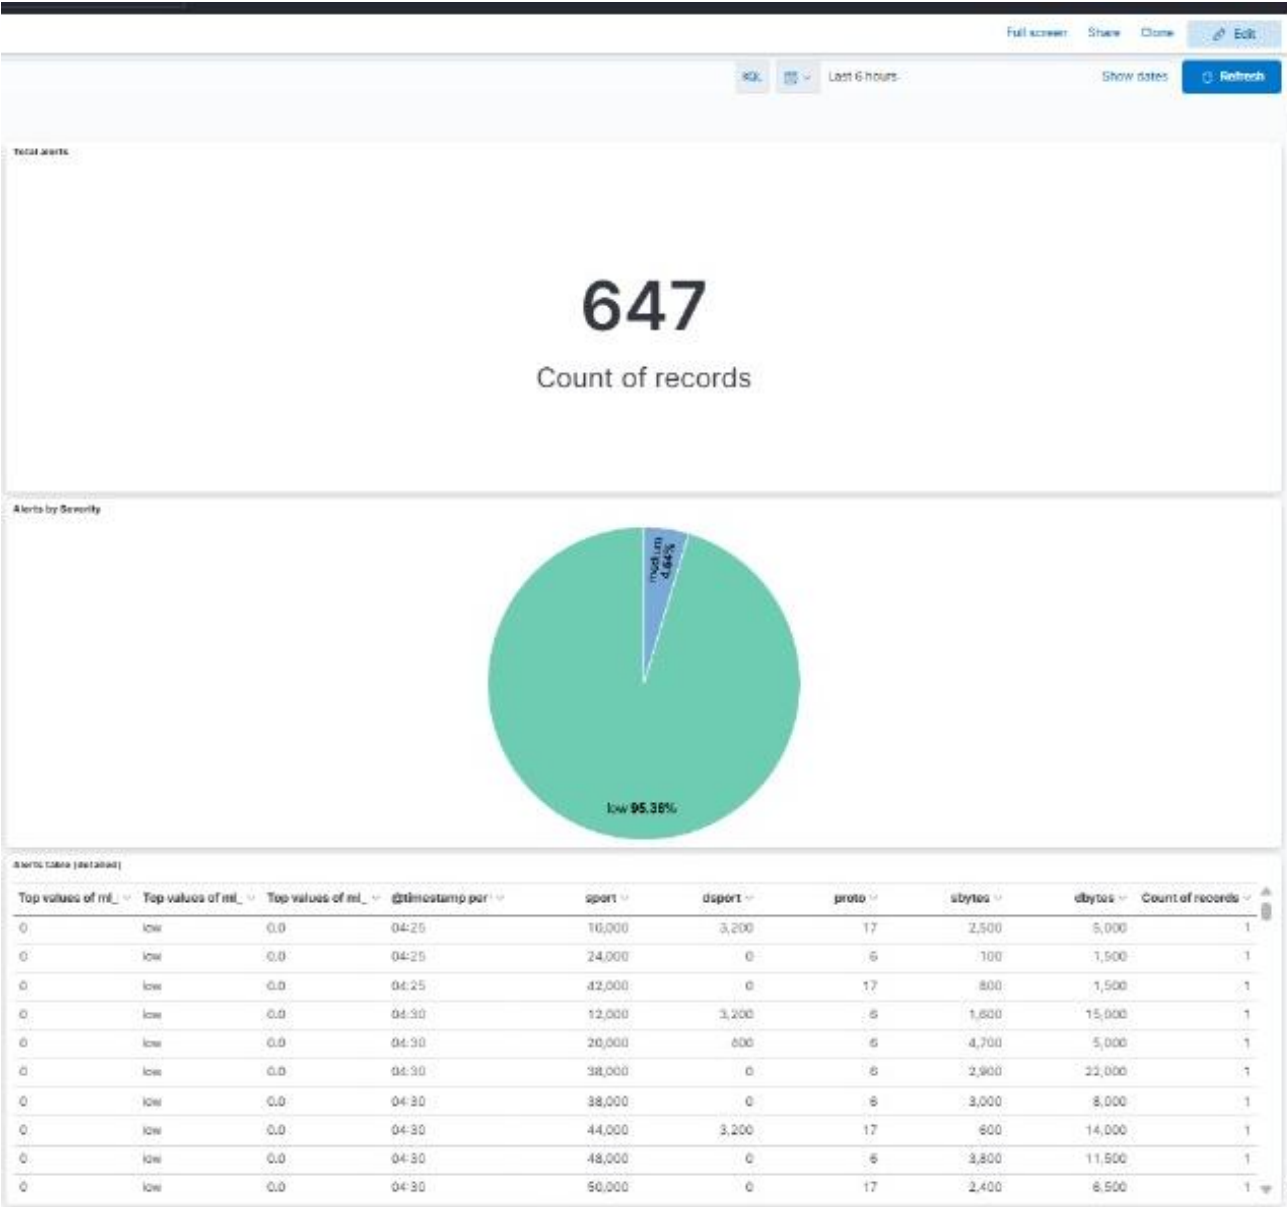 Full screen Share Clone Edit
KQL Last 6 hours Show dates Refresh
Total alerts
647
Count of records
Alerts by Severity
medium
4.64%
low 95.36%
Alerts table (detailed)
Top values of ml_ Top values of ml_ Top values of ml_ @timestamp per sport dsport proto sbytes dbytes Count of records
0 low 0.0 04:25 3,200 17 2,500 5,000 1
0 low 0.0 04:25 24,000 0 6 100 1,500 1
0 low 0.0 04:25 42,000 0 17 800 1,500 1
0 low 0.0 04:30 12,000 3,200 6 1,600 15,000 1
0 low 0.0 04:30 20,000 6 4,700 5,000 1
0 low 0.0 04:30 38,000 0 6 2,900 22,000 1
0 low 0.0 04:30 38,000 0 6 3,000 8,000 1
0 low 0.0 04:30 44,000 3,200 17 600 14,000 1
0 low 0.0 04:30 48,000 0 6 3,800 11,500 1
0 low 0.0 04:30 50,000 0 17 2,400 6,500 1